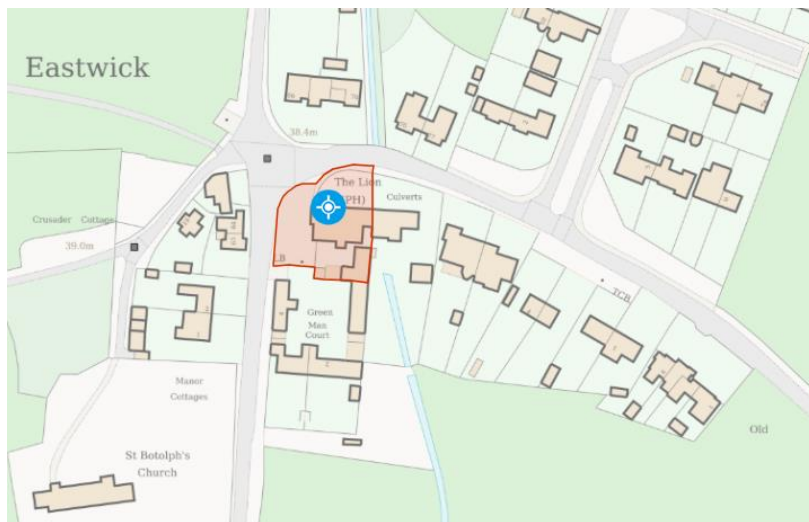 Eastwick
38.4m
The Lion
(PH)
Culverts
Crusader Cottage
39.0m
LB
TCB
Green
Man
Court
Manor
Cottages
Old
St Botolph's
Church